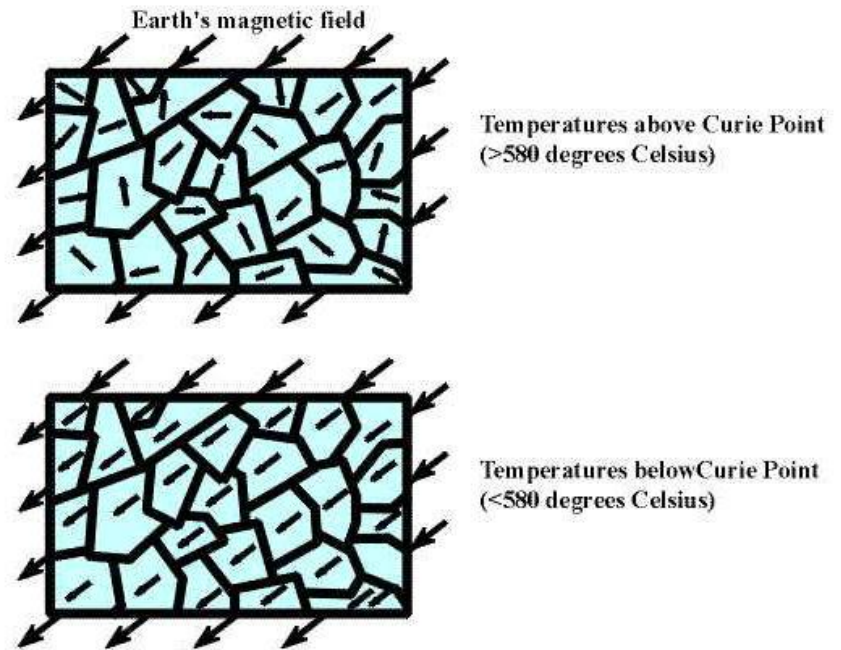 Earth's magnetic field
Temperatures above Curie Point
(>580 degrees Celsius)
Temperatures belowCurie Point
(<580 degrees Celsius)